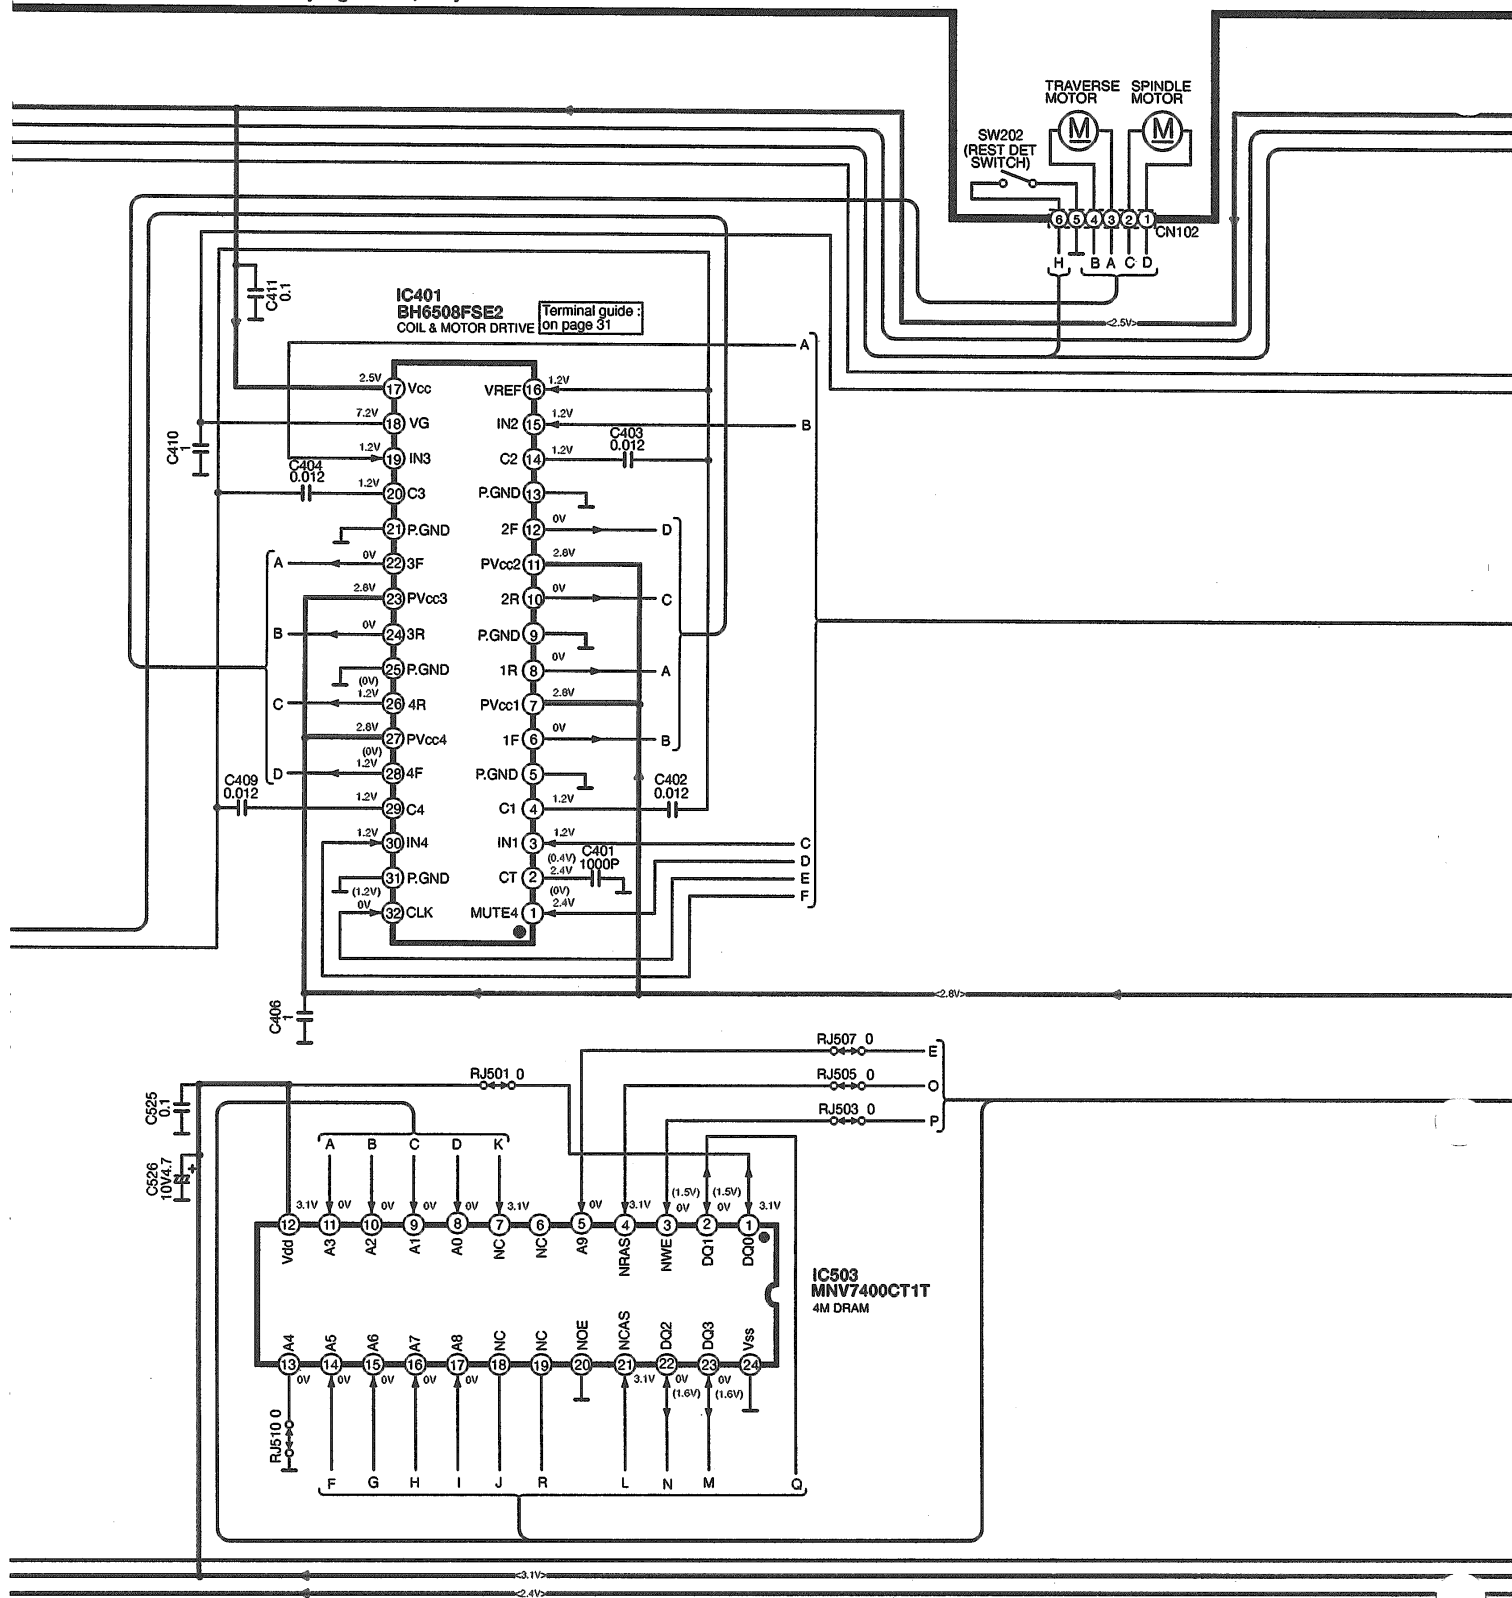 TRAVERSE MOTOR
SPINDLE MOTOR
M
M
SW202
(REST DET
SWITCH)
6 5 4 3 2 1
CN102
H B A C D
<2.5V>
C411
0.1
IC401
BH6508FSE2
COIL & MOTOR DRTIVE
Terminal guide :
on page 31
A
2.5V 17 Vcc
VREF 16 1.2V
7.2V 18 VG
IN2 15 1.2V B
C410
1
C403
0.012
1.2V 19 IN3
C2 14 1.2V
C404
0.012
1.2V 20 C3
P.GND 13
21 P.GND
2F 12 0V D
A 0V 22 3F
PVcc2 11 2.8V
2.8V 23 PVcc3
2R 10 0V C
B 0V 24 3R
P.GND 9
25 P.GND
1R 8 0V A
(0V)
C 1.2V 26 4R
PVcc1 7 2.8V
2.8V 27 PVcc4
1F 6 0V B
(0V)
D 1.2V 28 4F
P.GND 5
C409
0.012
1.2V 29 C4
C1 4 1.2V
C402
0.012
1.2V 30 IN4
IN1 3 1.2V C
D
E
F
31 P.GND
(0.4V)
CT 2 2.4V
C401
1000P
(1.2V)
0V 32 CLK
(0V)
MUTE4 1 2.4V
<2.8V>
C406
1
RJ507 0 E
RJ501 0
RJ505 0 O
RJ503 0 P
C525
0.1
C526
10V4.7
+
A B C D K
(1.5V) (1.5V)
3.1V 0V 0V 0V 0V 3.1V 0V 3.1V 0V 0V 3.1V
12 11 10 9 8 7 6 5 4 3 2 1
Vdd A3 A2 A1 A0 NC NC A9 NRAS NWE DQ1 DQ0
IC503
MNV7400CT1T
4M DRAM
A4 A5 A6 A7 A8 NC NC NOE NCAS DQ2 DQ3 Vss
13 14 15 16 17 18 19 20 21 22 23 24
0V 0V 0V 0V 0V 3.1V 0V 0V
(1.6V) (1.6V)
RJ510 0
F G H I J R L N M Q
<3.1V>
<2.4V>